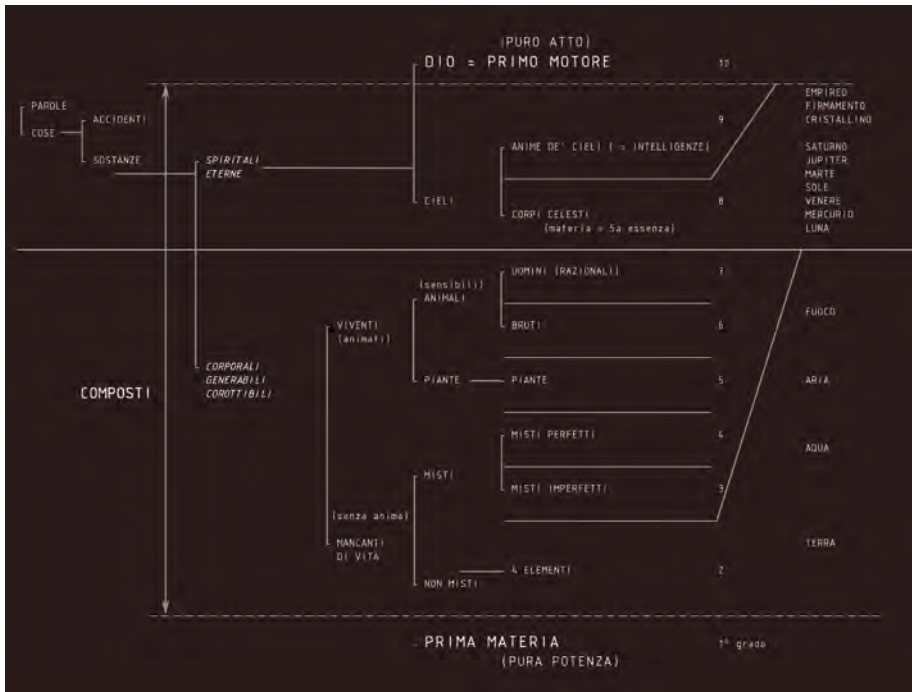 (PURO ATTO)
DIO = PRIMO MOTORE 10
PAROLE
COSE
ACCIDENTI
SOSTANZE
SPIRITALI
ETERNE
CIELI
9
ANIME DE' CIELI ( = INTELLIGENZE)
CORPI CELESTI 8
(materia = 5a essenza)
EMPIREO
FIRMAMENTO
CRISTALLINO
SATURNO
JUPITER
MARTE
SOLE
VENERE
MERCURIO
LUNA
COMPOSTI
CORPORALI
GENERABILI
COROTTIBILI
VIVENTI
(animati)
(senza anima)
MANCANTI
DI VITA
(sensibili)
ANIMALI
PIANTE
MISTI
NON MISTI
UOMINI (RAZIONALI) 7
BRUTI 6
PIANTE 5
MISTI PERFETTI 4
MISTI IMPERFETTI 3
4 ELEMENTI 2
FUOCO
ARIA
AQUA
TERRA
PRIMA MATERIA 1° grado
(PURA POTENZA)